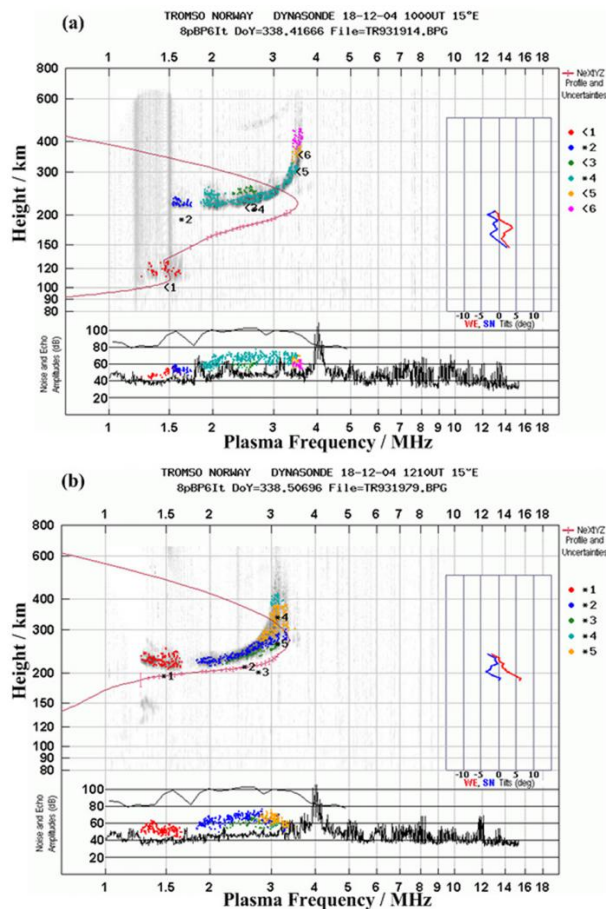 (a)
TROMSO NORWAY DYNASONDE 18-12-04 1000UT 15°E
8pBP6It DoY=338.41666 File=TR931914.BPG
1 1.5 2 3 4 5 6 7 8 9 10 12 14 16 18
NeXtYZ
Profile and
Uncertainties
800
600
400
300
200
150
120
100
90
80
Height / km
<1
*2
<3
*4
<5
<6
<1
*2
<3
*4
<5
<6
-10 -5 0 5 10
WE, SN Tilts (deg)
Noise and Echo
Amplitudes (dB)
100
80
60
40
20
1 1.5 2 3 4 5 6 7 8 9 10 12 14 16 18
Plasma Frequency / MHz
(b)
TROMSO NORWAY DYNASONDE 18-12-04 1210UT 15°E
8pBP6It DoY=338.50696 File=TR931979.BPG
1 1.5 2 3 4 5 6 7 8 9 10 12 14 16 18
NeXtYZ
Profile and
Uncertainties
800
600
400
300
200
150
120
100
90
80
Height / km
*1
*2
*3
*4
*5
*1
*2
*3
*4
*5
-10 -5 0 5 10
WE, SN Tilts (deg)
Noise and Echo
Amplitudes (dB)
100
80
60
40
20
1 1.5 2 3 4 5 6 7 8 9 10 12 14 16 18
Plasma Frequency / MHz